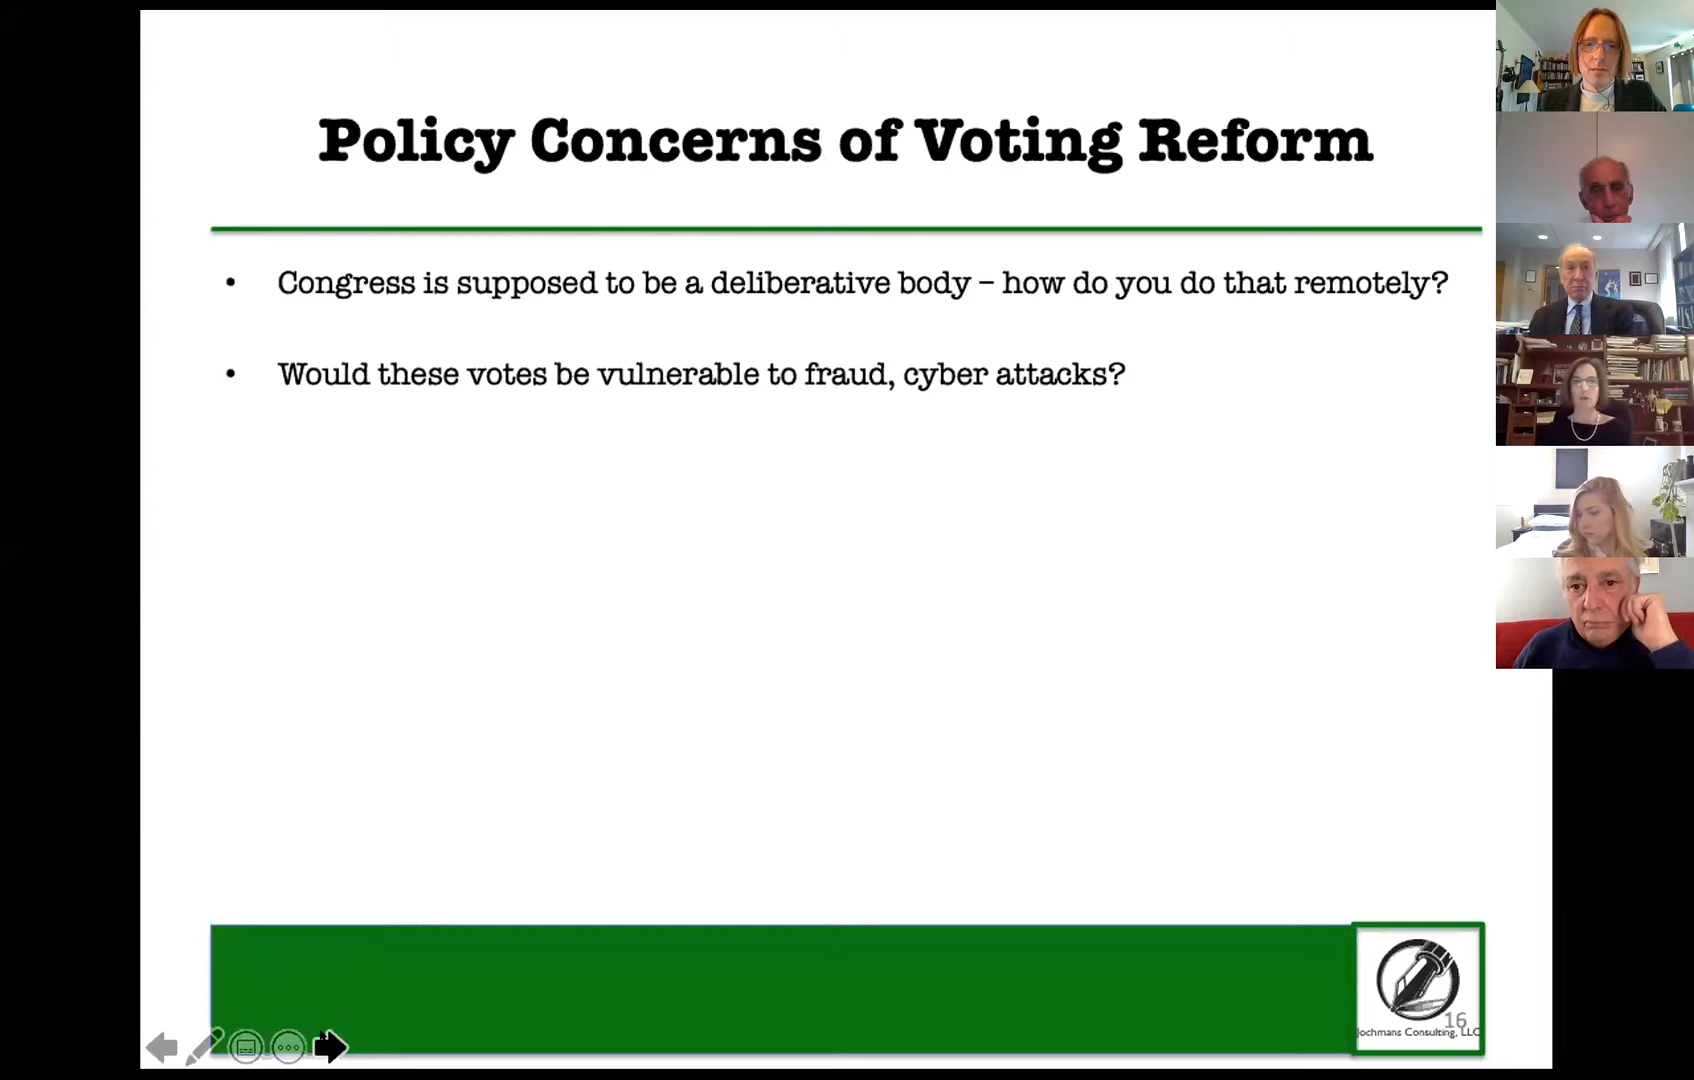 Policy Concerns of Voting Reform
• Congress is supposed to be a deliberative body – how do you do that remotely?
• Would these votes be vulnerable to fraud, cyber attacks?
16
Jochmans Consulting, LLC